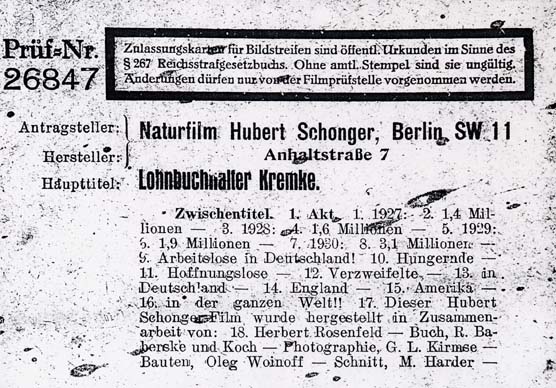 Prüf-Nr.
26847
Zulassungskarten für Bildstreifen sind öffentl. Urkunden im Sinne des
§ 267 Reichsstrafgesetzbuchs. Ohne amtl. Stempel sind sie ungültig.
Änderungen dürfen nur von der Filmprüfstelle vorgenommen werden.
Antragsteller:
Hersteller:
Naturfilm Hubert Schonger, Berlin SW 11
Anhaltstraße 7
Haupttitel: Lohnbuchhalter Kremke.
Zwischentitel. 1. Akt. 1. 1927: 2. 1,4 Mil-
lionen — 3. 1928: 4. 1,6 Millionen — 5. 1929:
6. 1,9 Millionen — 7. 1930: 8. 3,1 Millionen —
9. Arbeitslose in Deutschland! 10. Hungernde —
11. Hoffnungslose — 12. Verzweifelte — 13. in
Deutschland — 14. England — 15. Amerika —
16. in der ganzen Welt!! 17. Dieser Hubert
Schonger-Film wurde hergestellt in Zusammen-
arbeit von: 18. Herbert Rosenfeld — Buch, R. Ba-
berske und Koch — Photographie, G. L. Kirmse —
Bauten, Oleg Woinoff — Schnitt, M. Harder —